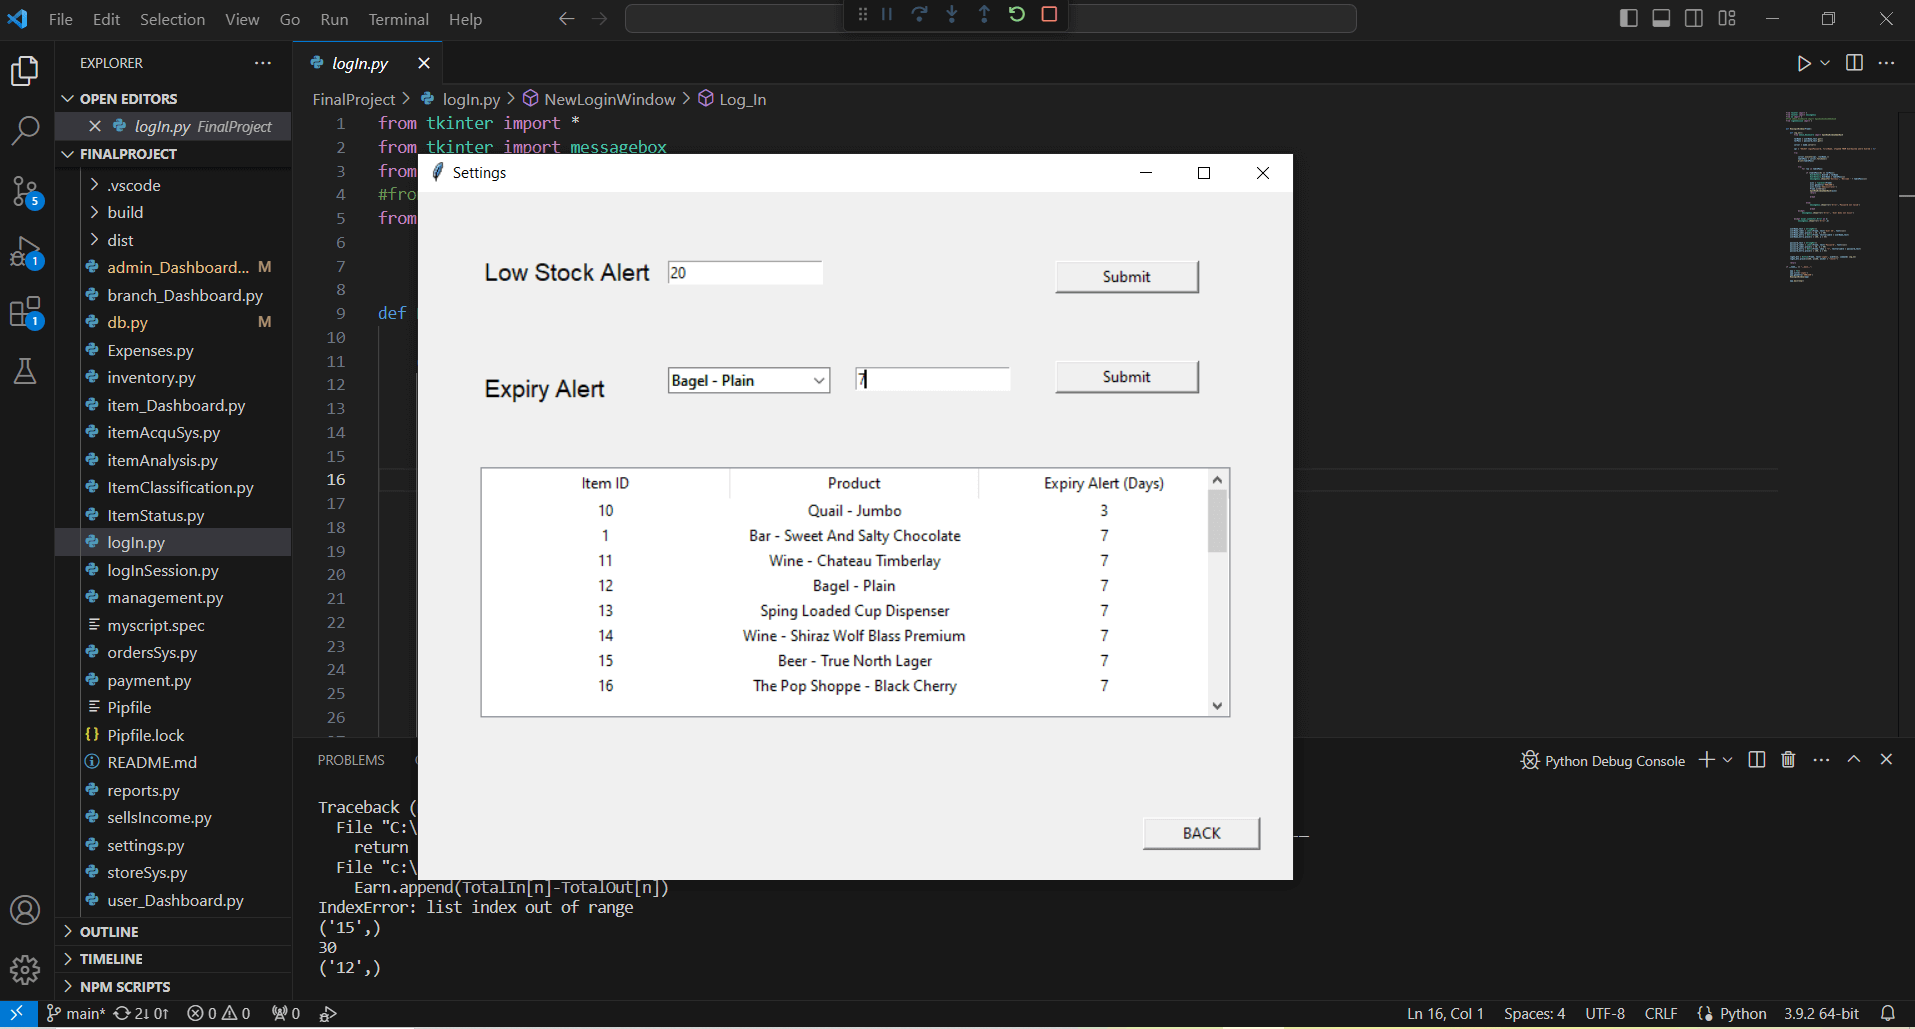 File Edit Selection View Go Run Terminal Help
EXPLORER
OPEN EDITORS
logIn.py FinalProject
FINALPROJECT
.vscode
build
dist
admin_Dashboard... M
branch_Dashboard.py
db.py M
Expenses.py
inventory.py
item_Dashboard.py
itemAcquSys.py
itemAnalysis.py
ItemClassification.py
ItemStatus.py
logIn.py
logInSession.py
management.py
myscript.spec
ordersSys.py
payment.py
Pipfile
Pipfile.lock
README.md
reports.py
sellsIncome.py
settings.py
storeSys.py
user_Dashboard.py
OUTLINE
TIMELINE
NPM SCRIPTS
5
1
1
logIn.py
FinalProject > logIn.py > NewLoginWindow > Log_In
1 from tkinter import *
2 from tkinter import messagebox
3 from
4 #fro
5 from
6
7
8
9 def
10
11
12
13
14
15
16
17
18
19
20
21
22
23
24
25
26
Settings
Low Stock Alert 20 Submit
Expiry Alert Bagel - Plain 7 Submit
Item ID Product Expiry Alert (Days)
10 Quail - Jumbo 3
1 Bar - Sweet And Salty Chocolate 7
11 Wine - Chateau Timberlay 7
12 Bagel - Plain 7
13 Sping Loaded Cup Dispenser 7
14 Wine - Shiraz Wolf Blass Premium 7
15 Beer - True North Lager 7
16 The Pop Shoppe - Black Cherry 7
BACK
PROBLEMS
Python Debug Console
Traceback (
File "C:\
return
File "c:\
Earn.append(TotalIn[n]-TotalOut[n])
IndexError: list index out of range
('15',)
30
('12',)
main* 2↓ 0↑ 0 0 0
Ln 16, Col 1 Spaces: 4 UTF-8 CRLF Python 3.9.2 64-bit